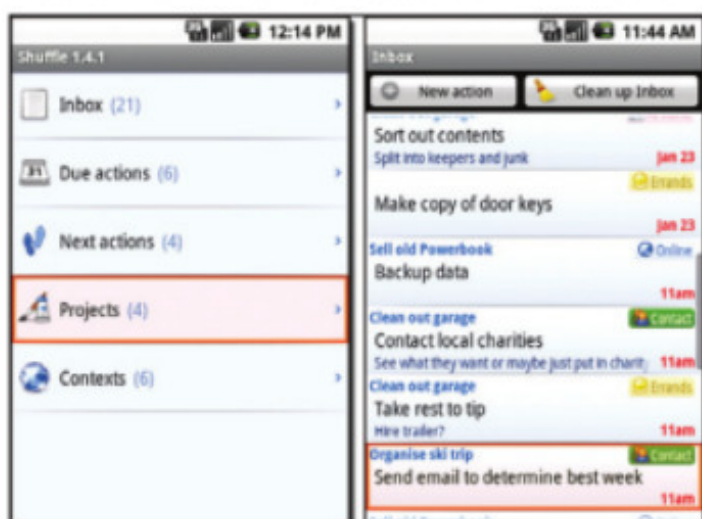 12:14 PM
Shuffle 1.4.1
Inbox (21)
31
Due actions (6)
Next actions (4)
Projects (4)
Contexts (6)
11:44 AM
Inbox
New action
Clean up Inbox
Sort out contents
Split into keepers and junk
Jan 23
Errands
Make copy of door keys
Jan 23
Sell old Powerbook
Online
Backup data
11am
Clean out garage
Contact
Contact local charities
See what they want or maybe just put in charity
11am
Clean out garage
Errands
Take rest to tip
Hire trailer?
11am
Organise ski trip
Contact
Send email to determine best week
11am